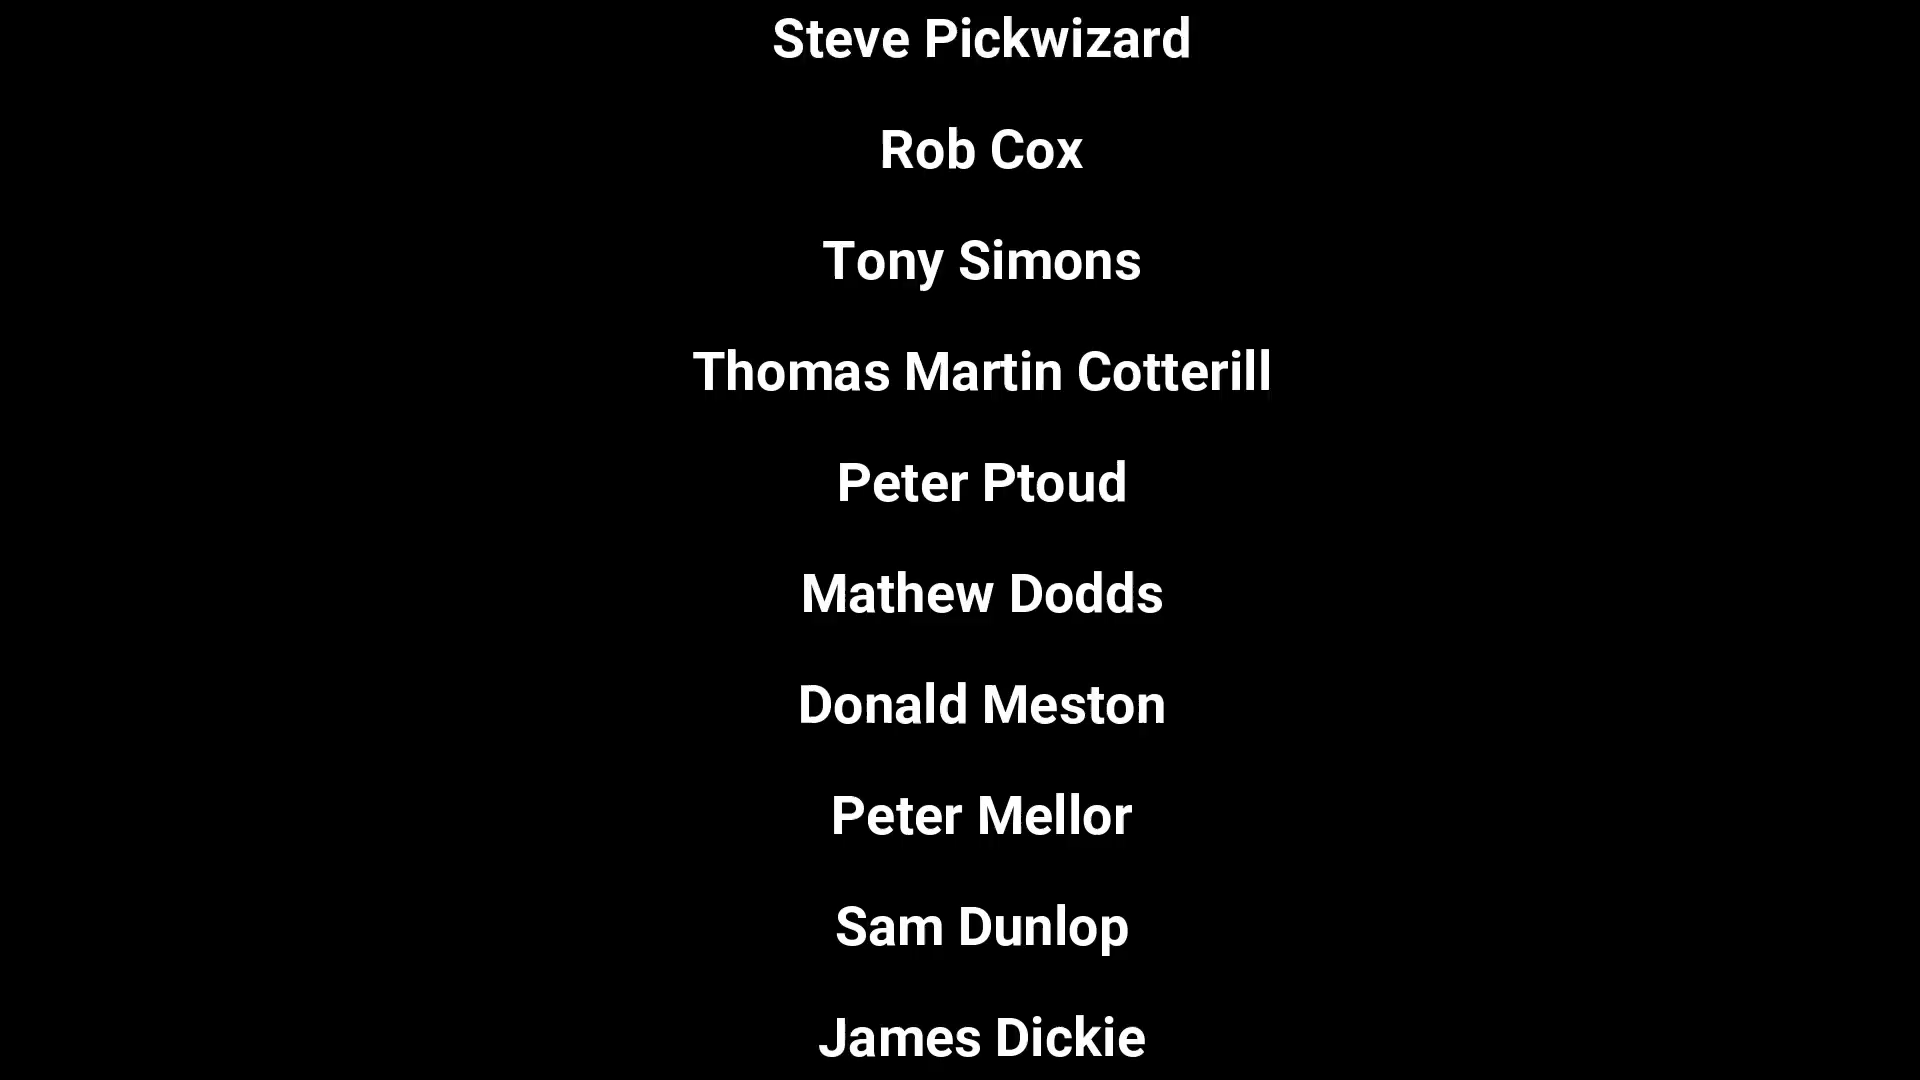 Steve Pickwizard
Rob Cox
Tony Simons
Thomas Martin Cotterill
Peter Ptoud
Mathew Dodds
Donald Meston
Peter Mellor
Sam Dunlop
James Dickie